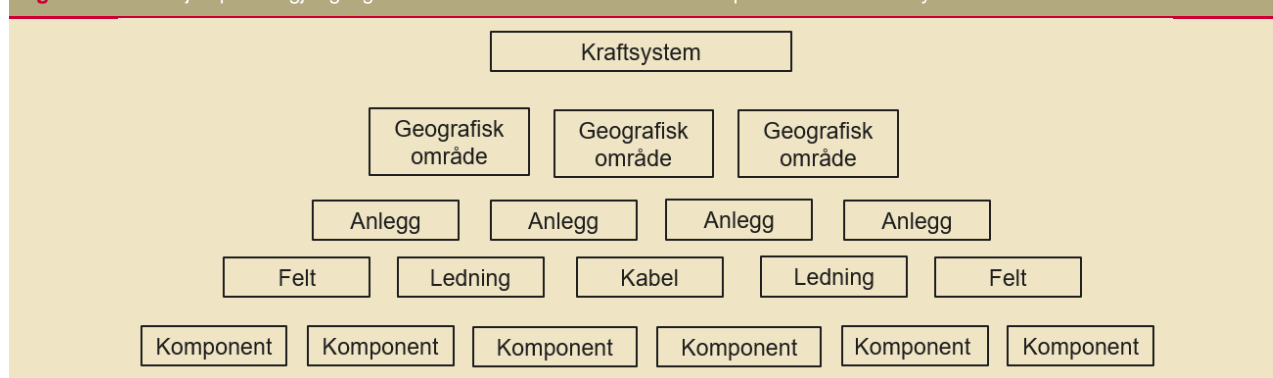 Kraftsystem
Geografisk Geografisk Geografisk
område område område
Anlegg Anlegg Anlegg Anlegg
Felt Ledning Kabel Ledning Felt
Komponent Komponent Komponent Komponent Komponent Komponent